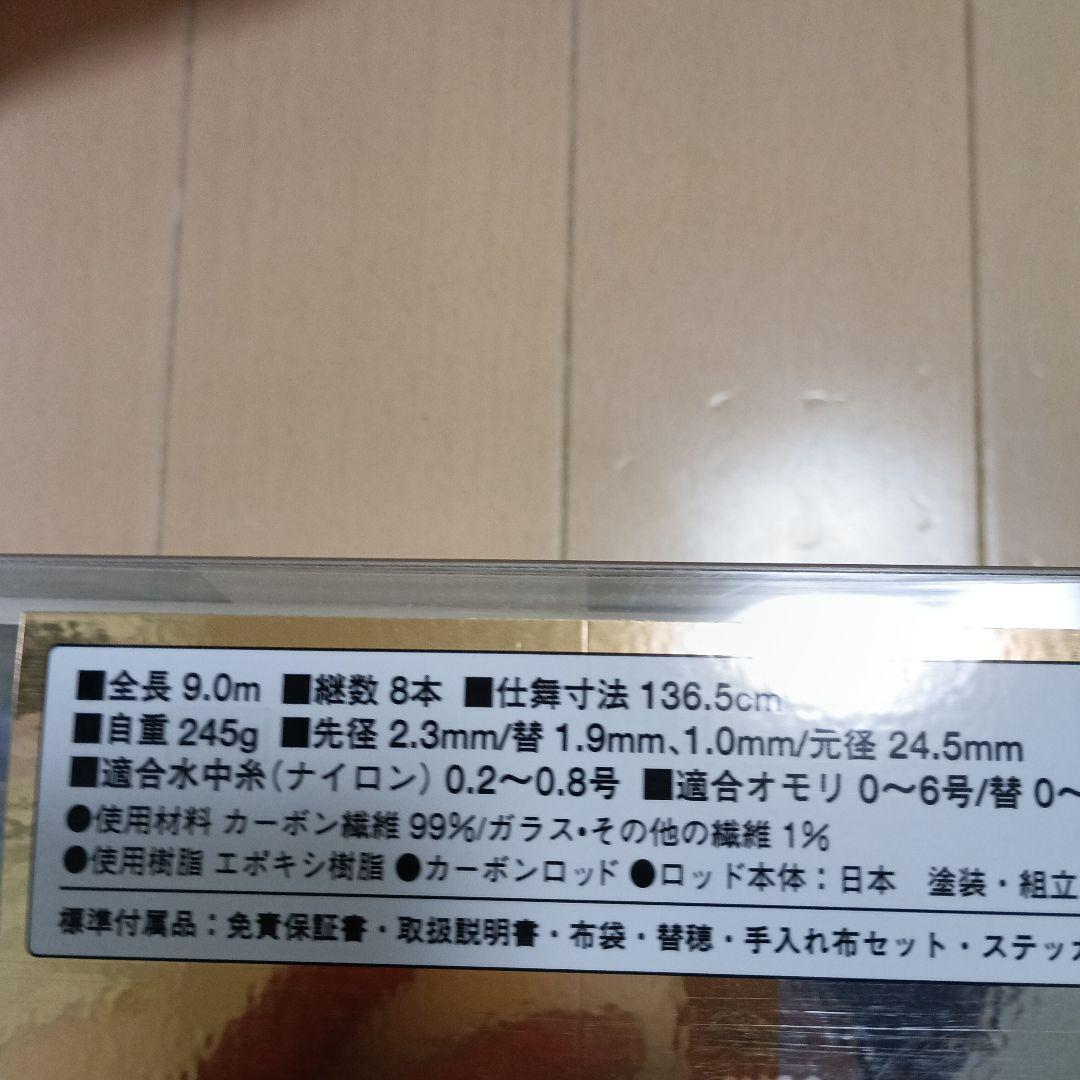 ■全長 9.0m ■継数 8本 ■仕舞寸法 136.5cm
■自重 245g ■先径 2.3mm/替 1.9mm、1.0mm/元径 24.5mm
■適合水中糸（ナイロン）0.2〜0.8号 ■適合オモリ 0〜6号/替 0〜
●使用材料 カーボン繊維 99%/ガラス・その他の繊維 1%
●使用樹脂 エポキシ樹脂 ●カーボンロッド ●ロッド本体：日本 塗装・組立
標準付属品：免責保証書・取扱説明書・布袋・替穂・手入れ布セット・ステッカ